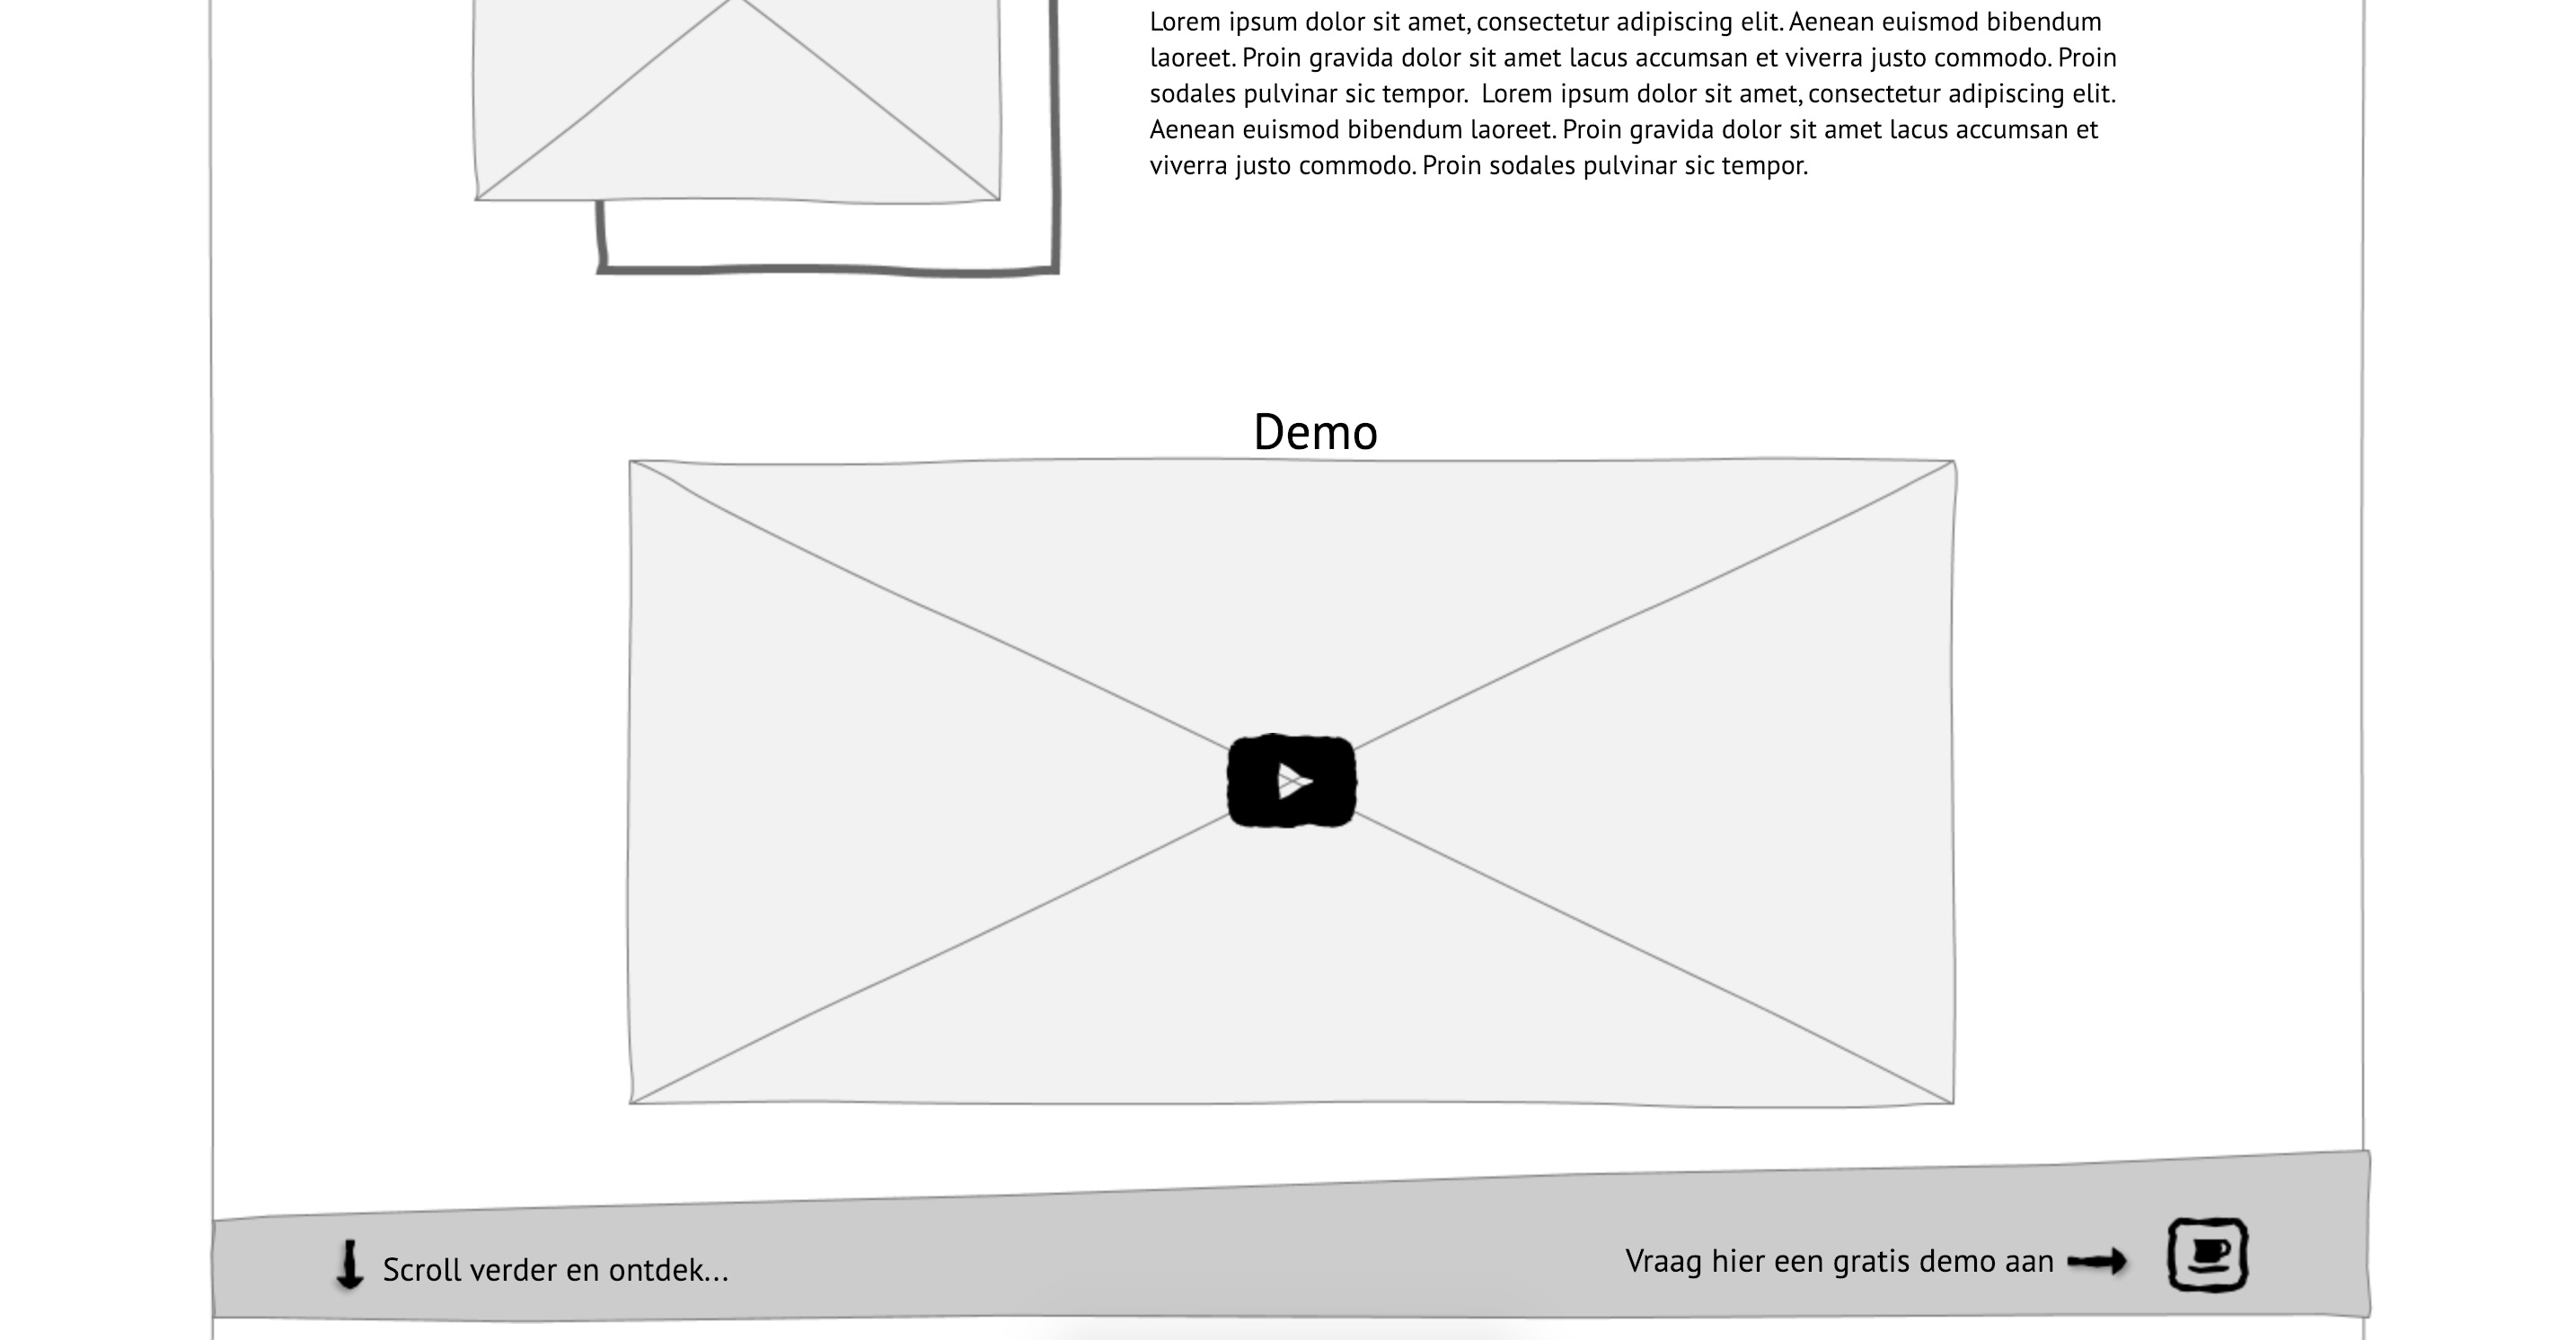 Lorem ipsum dolor sit amet, consectetur adipiscing elit. Aenean euismod bibendum
laoreet. Proin gravida dolor sit amet lacus accumsan et viverra justo commodo. Proin
sodales pulvinar sic tempor.  Lorem ipsum dolor sit amet, consectetur adipiscing elit.
Aenean euismod bibendum laoreet. Proin gravida dolor sit amet lacus accumsan et
viverra justo commodo. Proin sodales pulvinar sic tempor.
Demo
Scroll verder en ontdek...
Vraag hier een gratis demo aan